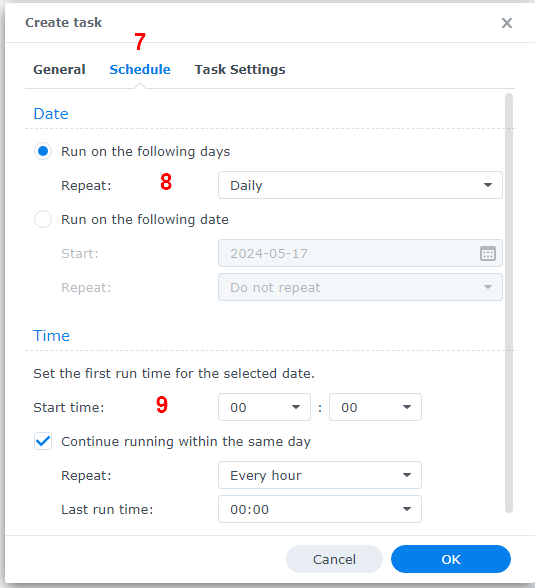 Create task
7
General Schedule Task Settings
Date
Run on the following days
Repeat: 8 Daily
Run on the following date
Start: 2024-05-17
Repeat: Do not repeat
Time
Set the first run time for the selected date.
Start time: 9 00 : 00
Continue running within the same day
Repeat: Every hour
Last run time: 00:00
Cancel OK